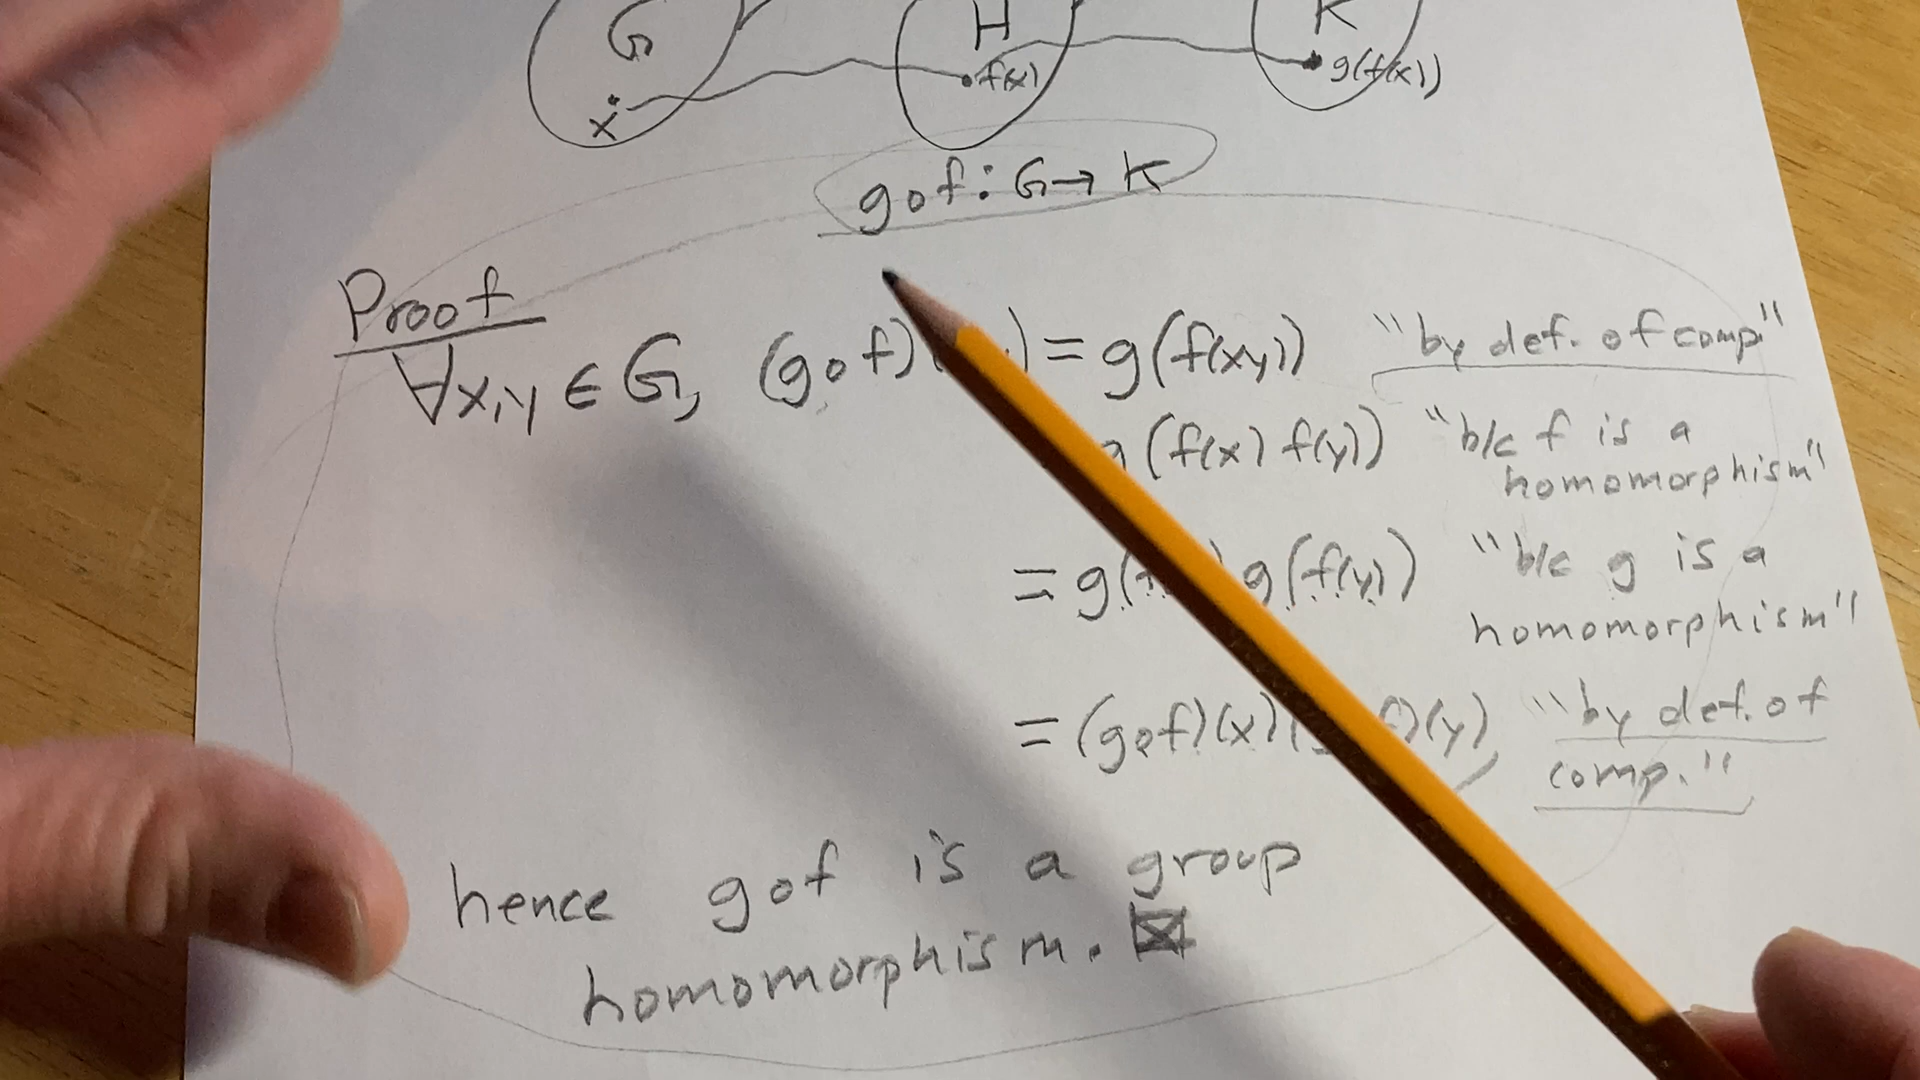 G H K
x f(x) g(f(x))
g∘f: G → K
Proof
∀x,y ∈ G, (g∘f) ) = g(f(xy)) "by def. of comp."
g(f(x) f(y)) "b/c f is a
homomorphism"
= g(f g(f(y)) "b/c g is a
homomorphism"
= (g∘f)(x)( f)(y), "by def. of
comp."
hence g∘f is a group
homomorphism. ☒